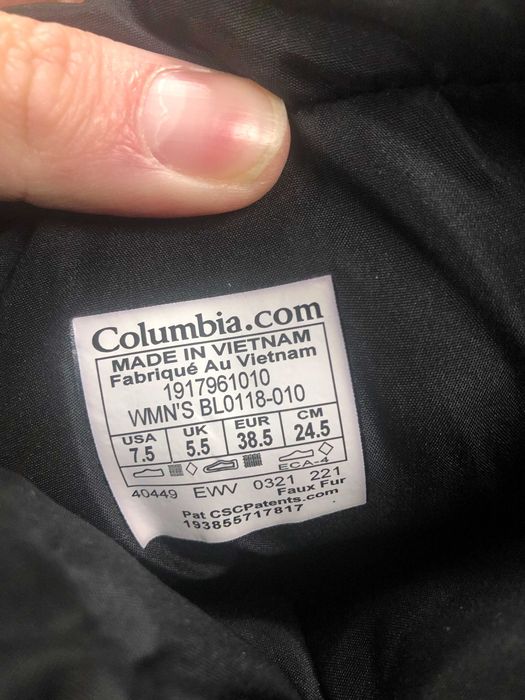 Columbia.com
MADE IN VIETNAM
Fabriqué Au Vietnam
1917961010
WMN'S BL0118-010
USA UK EUR CM
7.5 5.5 38.5 24.5
ECA-4
40449 EWV 0321 221
Faux Fur
Pat CSCPatents.com
193855717817